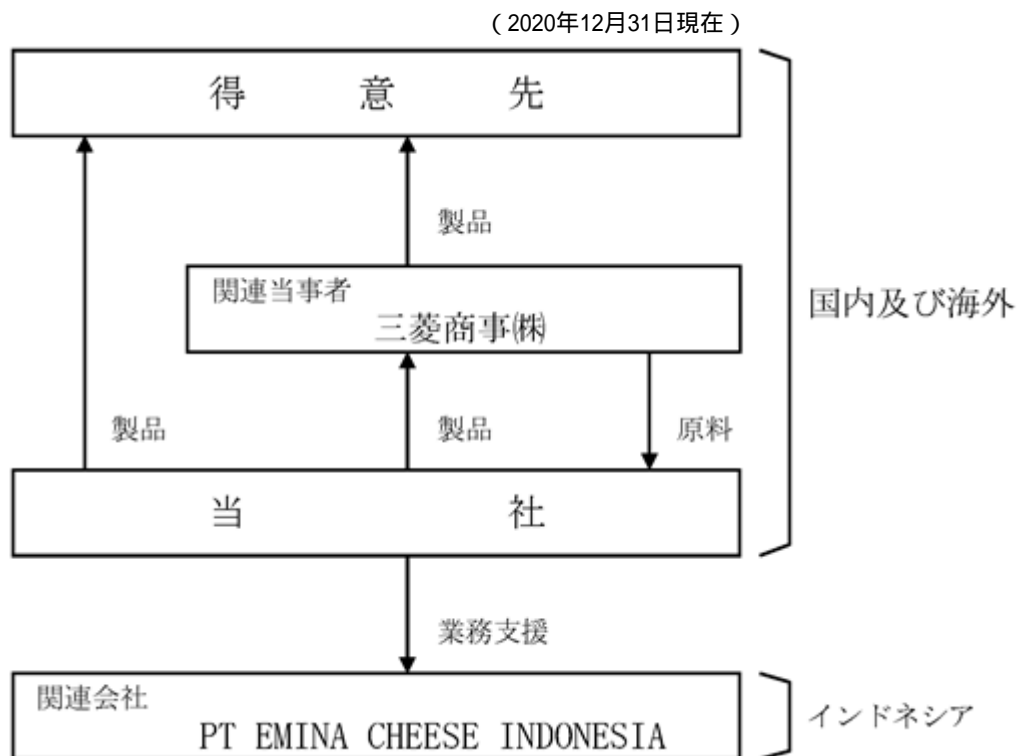 （2020年12月31日現在）
得意先
製品
関連当事者
三菱商事㈱
国内及び海外
製品
製品
原料
当社
業務支援
関連会社
PT EMINA CHEESE INDONESIA
インドネシア